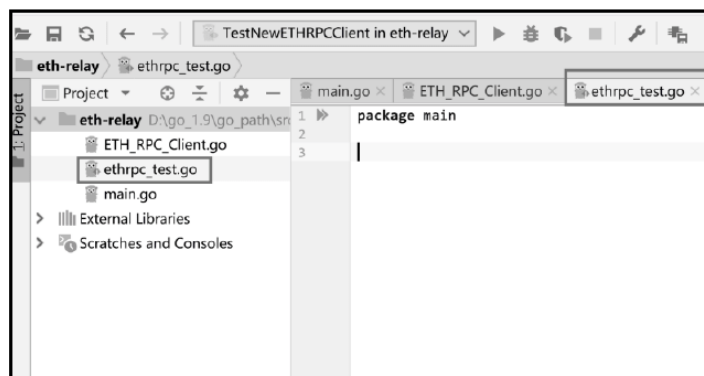 TestNewETHRPCClient in eth-relay
eth-relay ethrpc_test.go
1: Project
Project
main.go ETH_RPC_Client.go ethrpc_test.go
eth-relay D:\go_1.9\go_path\sr
ETH_RPC_Client.go
ethrpc_test.go
main.go
External Libraries
Scratches and Consoles
1 package main
2
3